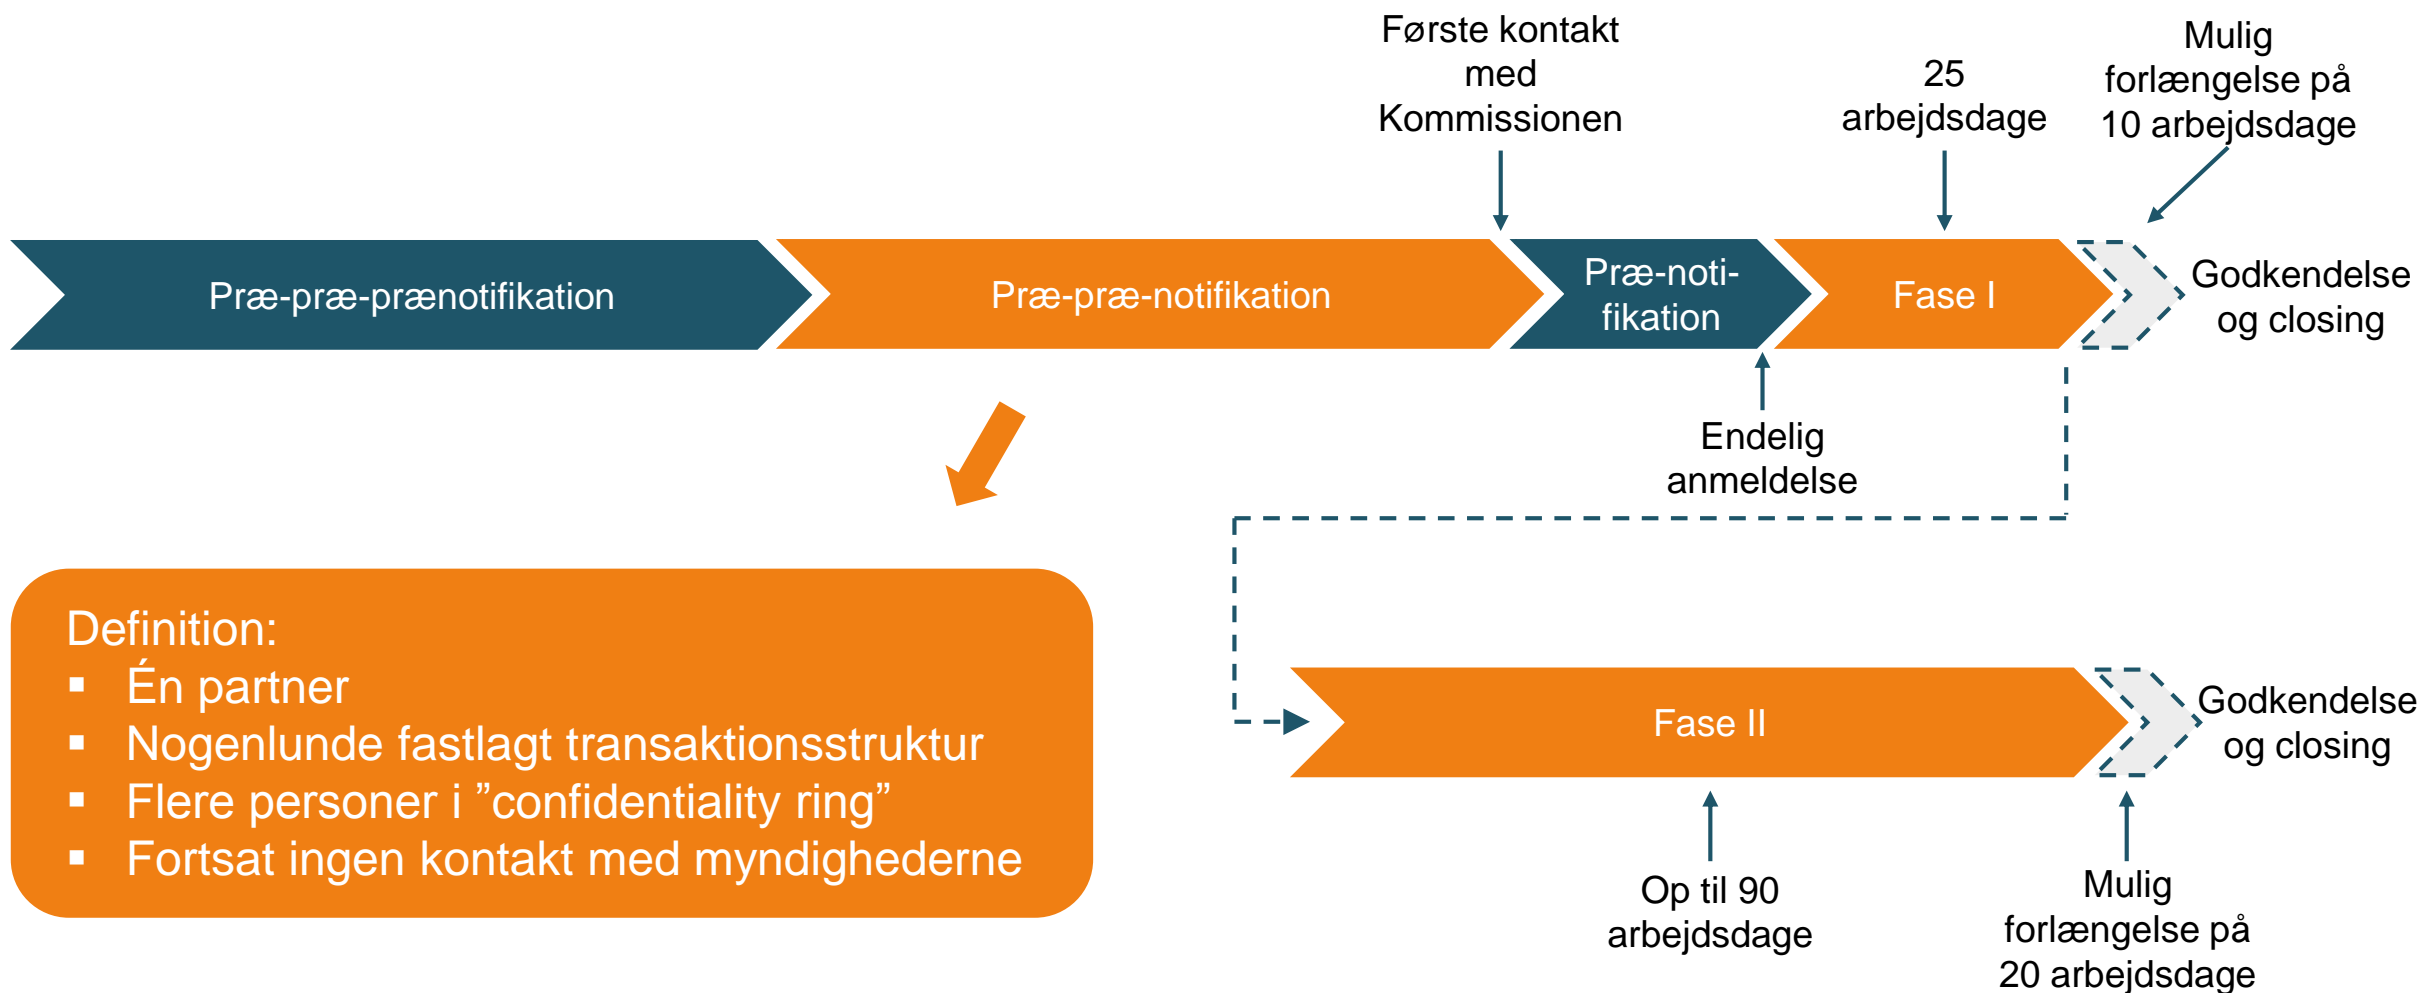 Første kontakt
med
Kommissionen
25
arbejdsdage
Mulig
forlængelse på
10 arbejdsdage
Præ-præ-prænotifikation
Præ-præ-notifikation
Præ-noti-
fikation
Fase I
Godkendelse
og closing
Endelig
anmeldelse
Definition:
▪ Én partner
▪ Nogenlunde fastlagt transaktionsstruktur
▪ Flere personer i ”confidentiality ring”
▪ Fortsat ingen kontakt med myndighederne
Fase II
Godkendelse
og closing
Op til 90
arbejdsdage
Mulig
forlængelse på
20 arbejdsdage